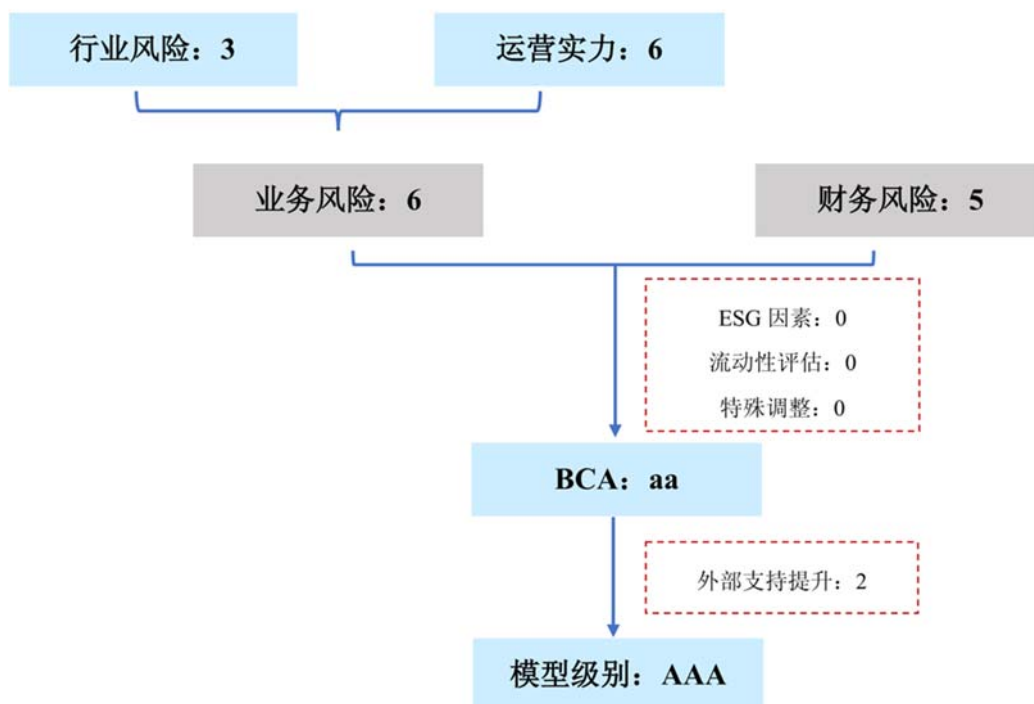 行业风险：3
运营实力：6
业务风险：6
财务风险：5
ESG 因素：0
流动性评估：0
特殊调整：0
BCA：aa
外部支持提升：2
模型级别：AAA